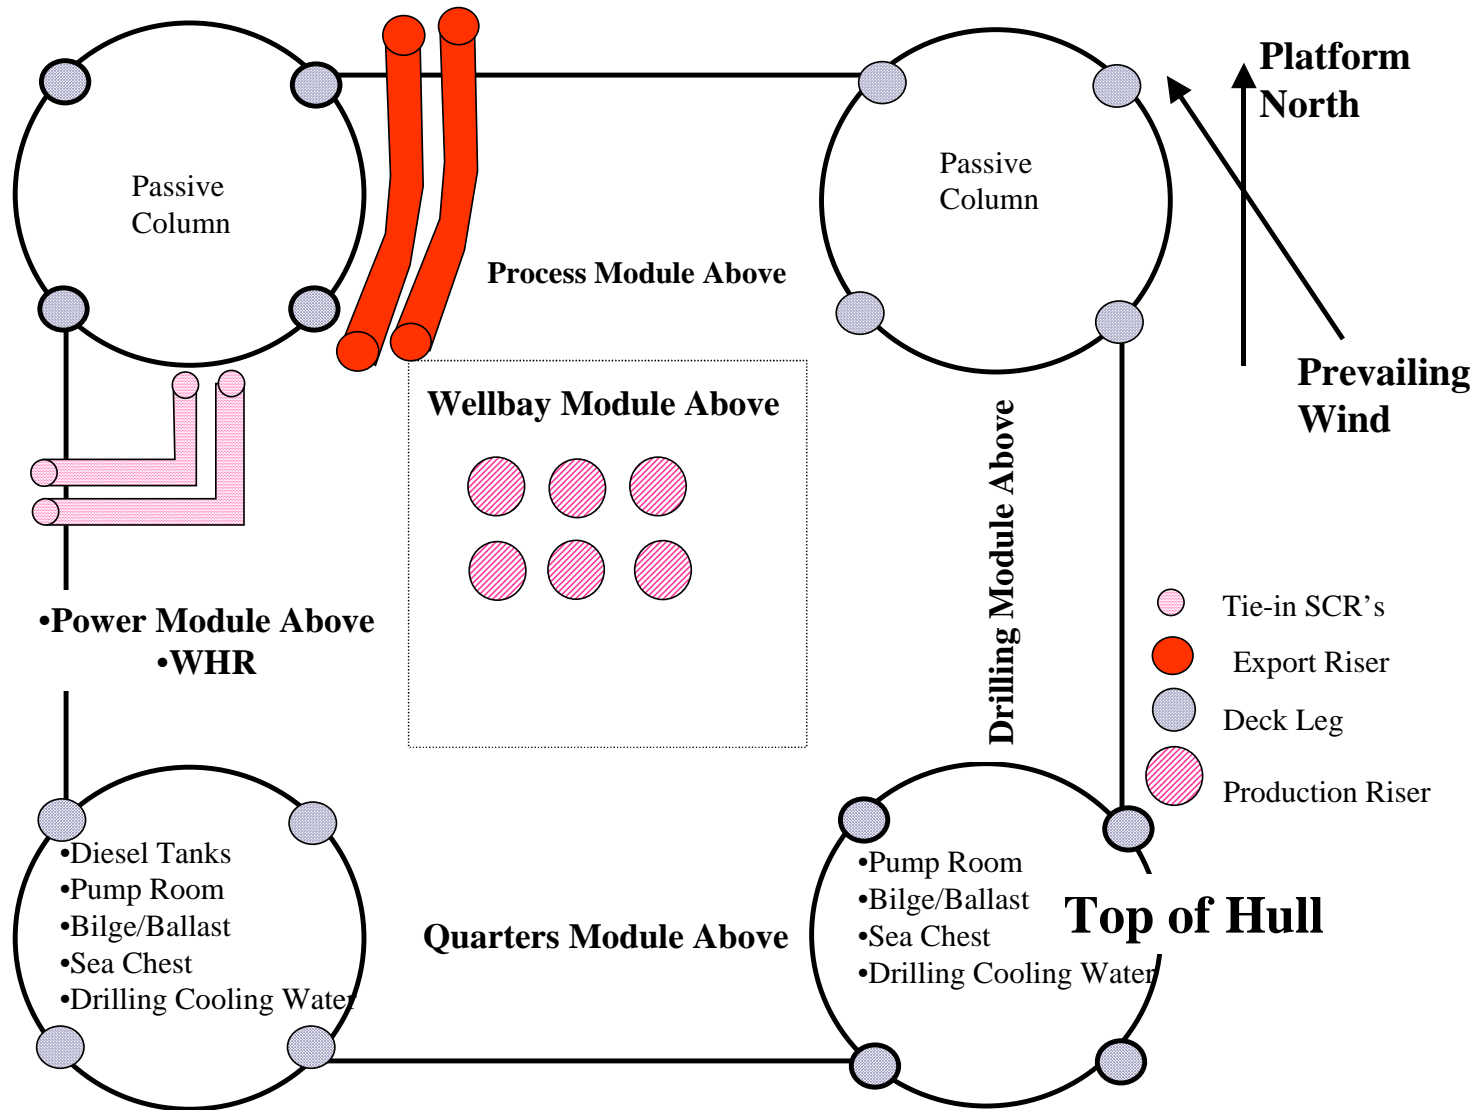 Platform
North
Passive
Column
Passive
Column
Process Module Above
Prevailing
Wind
Wellbay Module Above
Drilling Module Above
•Power Module Above
•WHR
Tie-in SCR's
Export Riser
Deck Leg
Production Riser
•Diesel Tanks
•Pump Room
•Bilge/Ballast
•Sea Chest
•Drilling Cooling Water
Quarters Module Above
•Pump Room
•Bilge/Ballast
•Sea Chest
•Drilling Cooling Water
Top of Hull